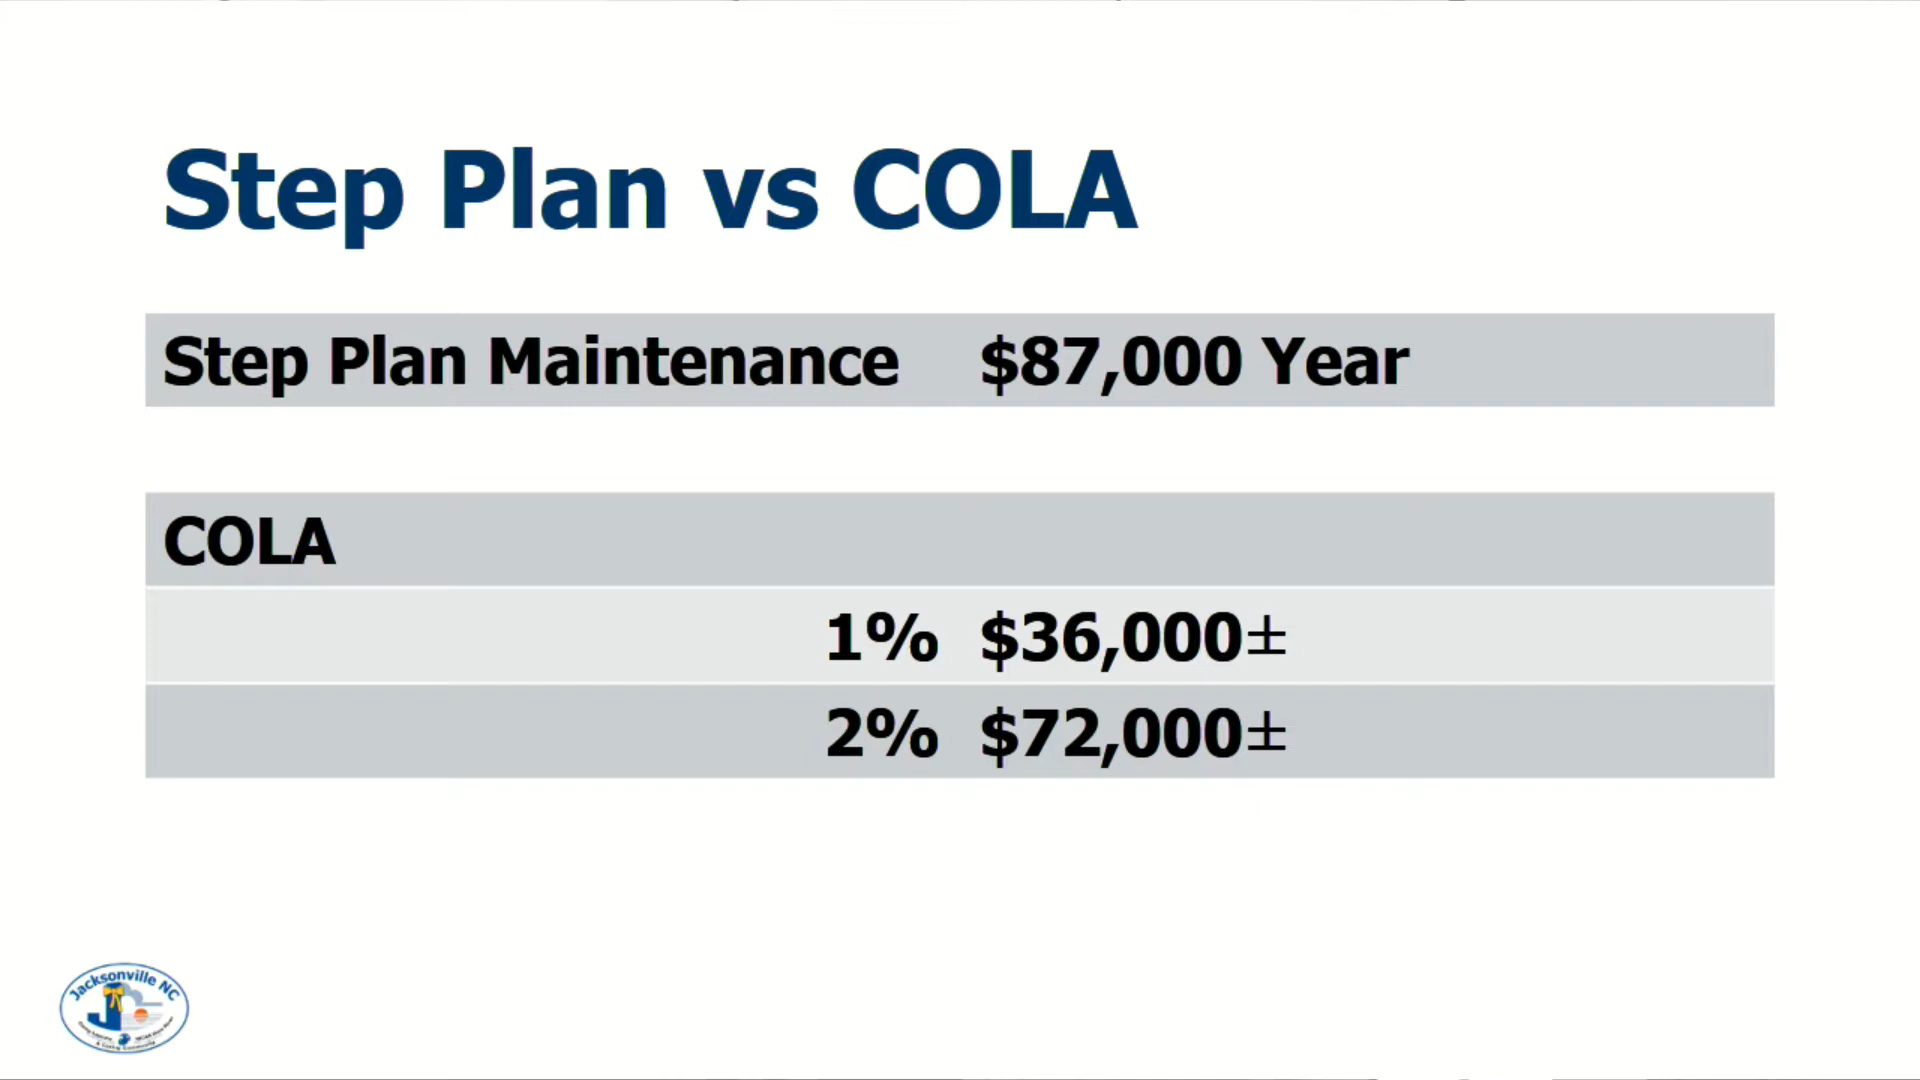 Step Plan vs COLA
Step Plan Maintenance $87,000 Year
COLA
1% $36,000±
2% $72,000±
Jacksonville NC